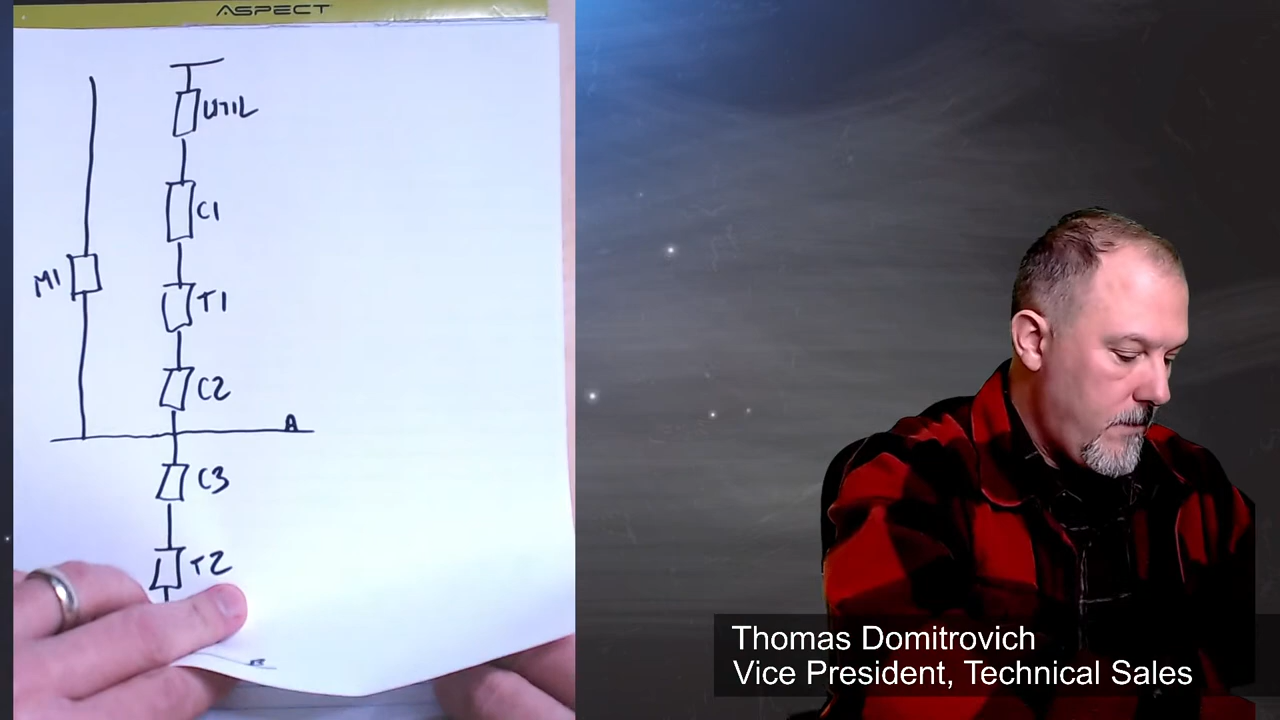 ASPECT
UTIL
C1
M1
T1
C2
A
C3
T2
Thomas Domitrovich
Vice President, Technical Sales